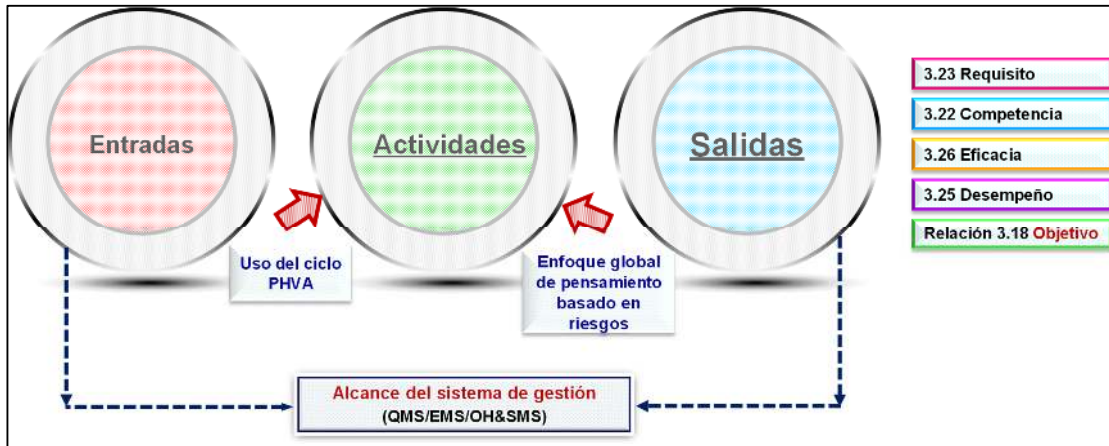 Entradas
Actividades
Salidas
3.23 Requisito
3.22 Competencia
3.26 Eficacia
3.25 Desempeño
Relación 3.18 Objetivo
Uso del ciclo
PHVA
Enfoque global
de pensamiento
basado en
riesgos
Alcance del sistema de gestión
(QMS/EMS/OH&SMS)